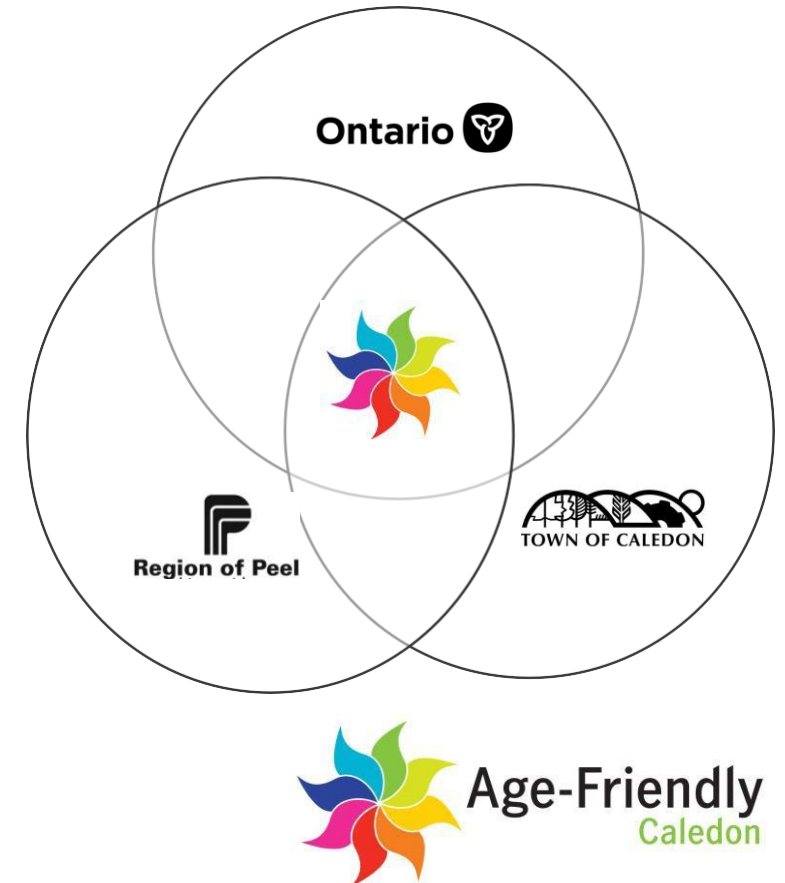 Ontario
Region of Peel
TOWN OF CALEDON
Age-Friendly
Caledon